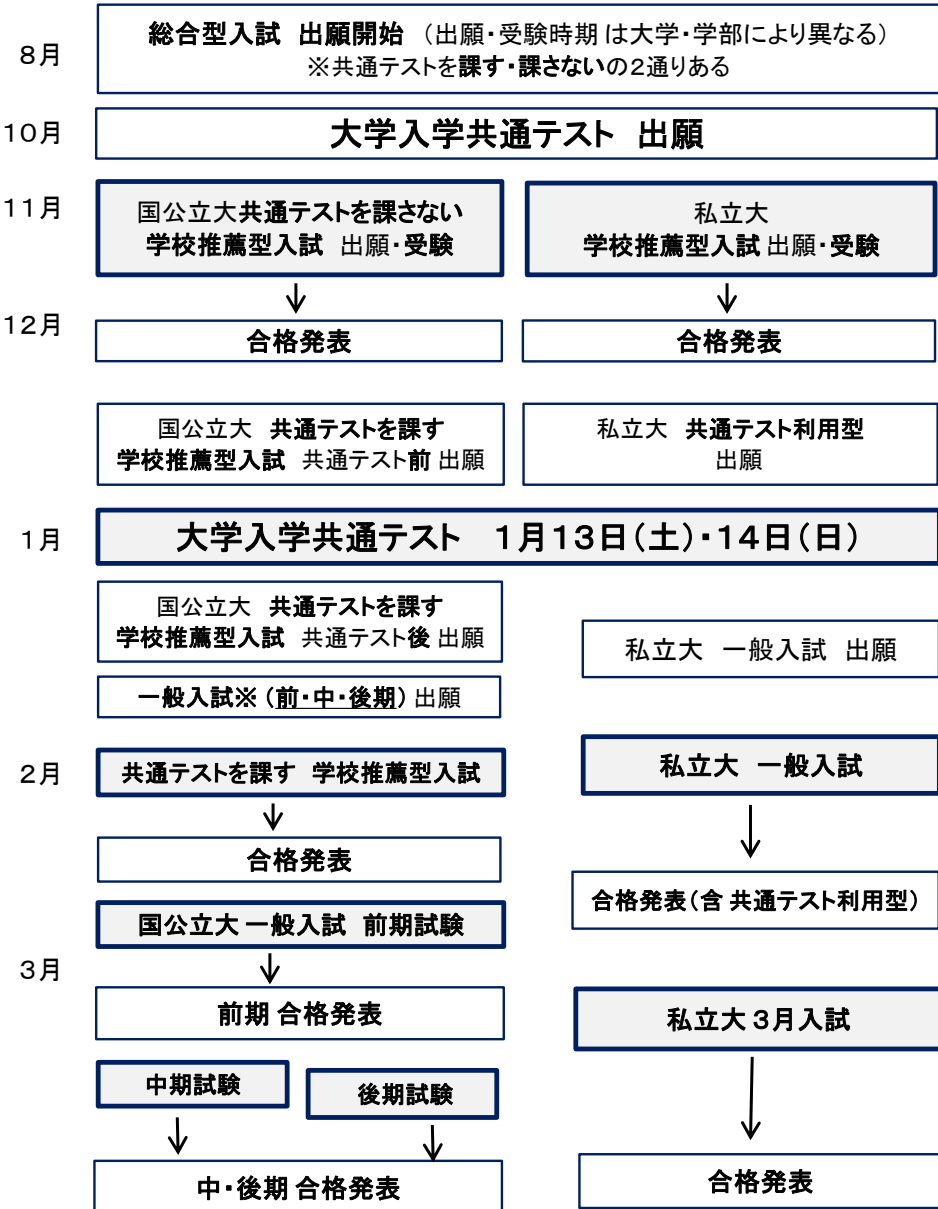 8月
総合型入試 出願開始 （出願・受験時期 は大学・学部により異なる）
※共通テストを課す・課さないの2通りある
10月
大学入学共通テスト 出願
11月
国公立大共通テストを課さない
学校推薦型入試 出願・受験
私立大
学校推薦型入試 出願・受験
12月
合格発表
合格発表
国公立大 共通テストを課す
学校推薦型入試 共通テスト前 出願
私立大 共通テスト利用型
出願
1月
大学入学共通テスト 1月13日（土）・14日（日）
国公立大 共通テストを課す
学校推薦型入試 共通テスト後 出願
私立大 一般入試 出願
一般入試※（前・中・後期）出願
2月
共通テストを課す 学校推薦型入試
私立大 一般入試
合格発表
合格発表（含 共通テスト利用型）
国公立大 一般入試 前期試験
3月
前期 合格発表
私立大 3月入試
中期試験
後期試験
中・後期 合格発表
合格発表